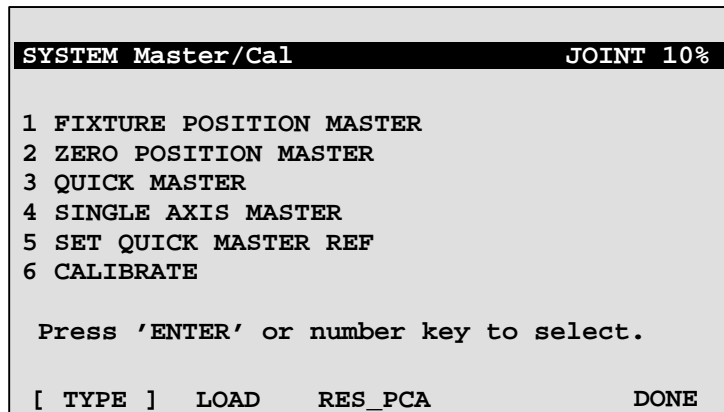 SYSTEM Master/Cal JOINT 10%
1 FIXTURE POSITION MASTER
2 ZERO POSITION MASTER
3 QUICK MASTER
4 SINGLE AXIS MASTER
5 SET QUICK MASTER REF
6 CALIBRATE
Press ’ENTER’ or number key to select.
[ TYPE ] LOAD RES_PCA DONE